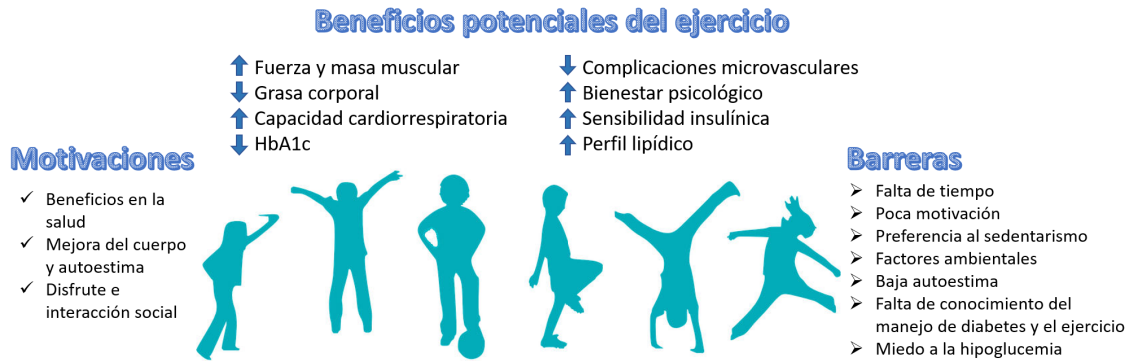 Beneficios potenciales del ejercicio
Fuerza y masa muscular
Grasa corporal
Capacidad cardiorrespiratoria
HbA1c
Complicaciones microvasculares
Bienestar psicológico
Sensibilidad insulínica
Perfil lipídico
Motivaciones
Beneficios en la
salud
Mejora del cuerpo
y autoestima
Disfrute e
interacción social
Barreras
Falta de tiempo
Poca motivación
Preferencia al sedentarismo
Factores ambientales
Baja autoestima
Falta de conocimiento del
manejo de diabetes y el ejercicio
Miedo a la hipoglucemia